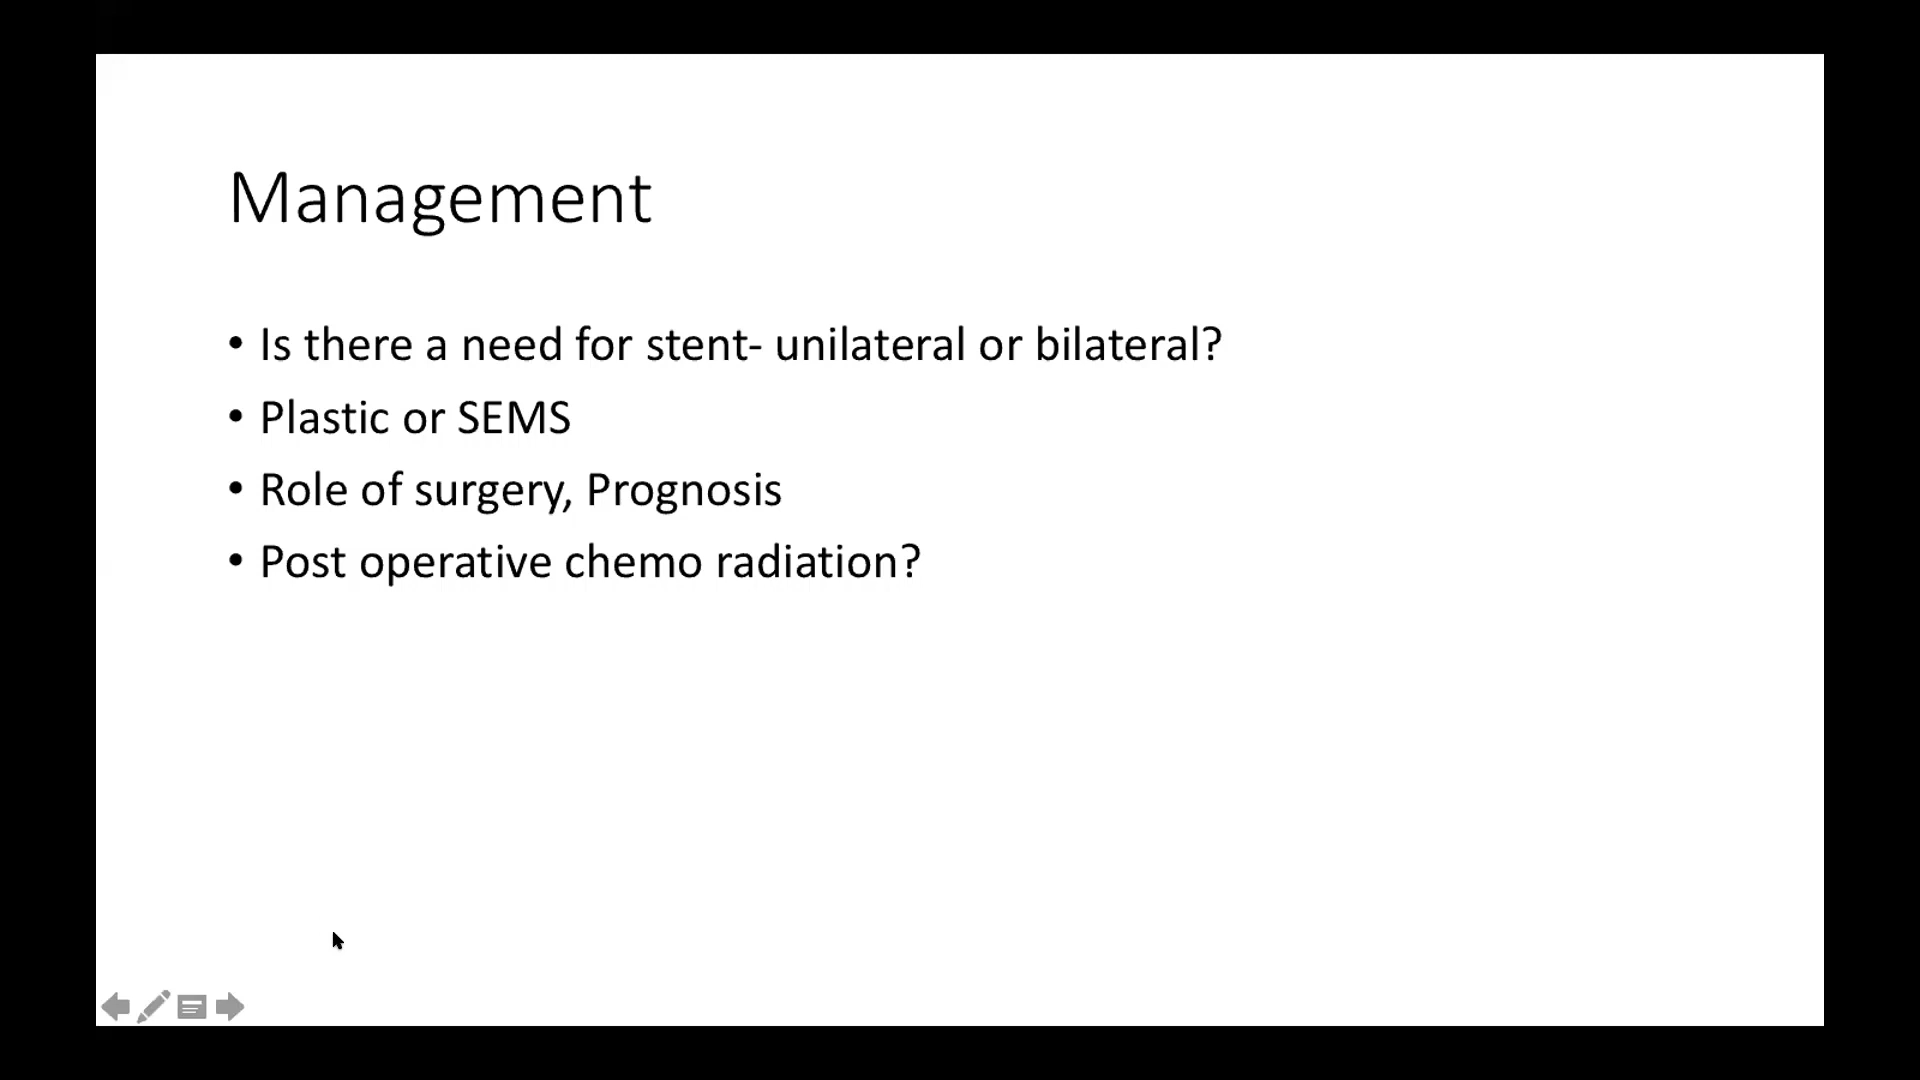 Management
• Is there a need for stent- unilateral or bilateral?
• Plastic or SEMS
• Role of surgery, Prognosis
• Post operative chemo radiation?